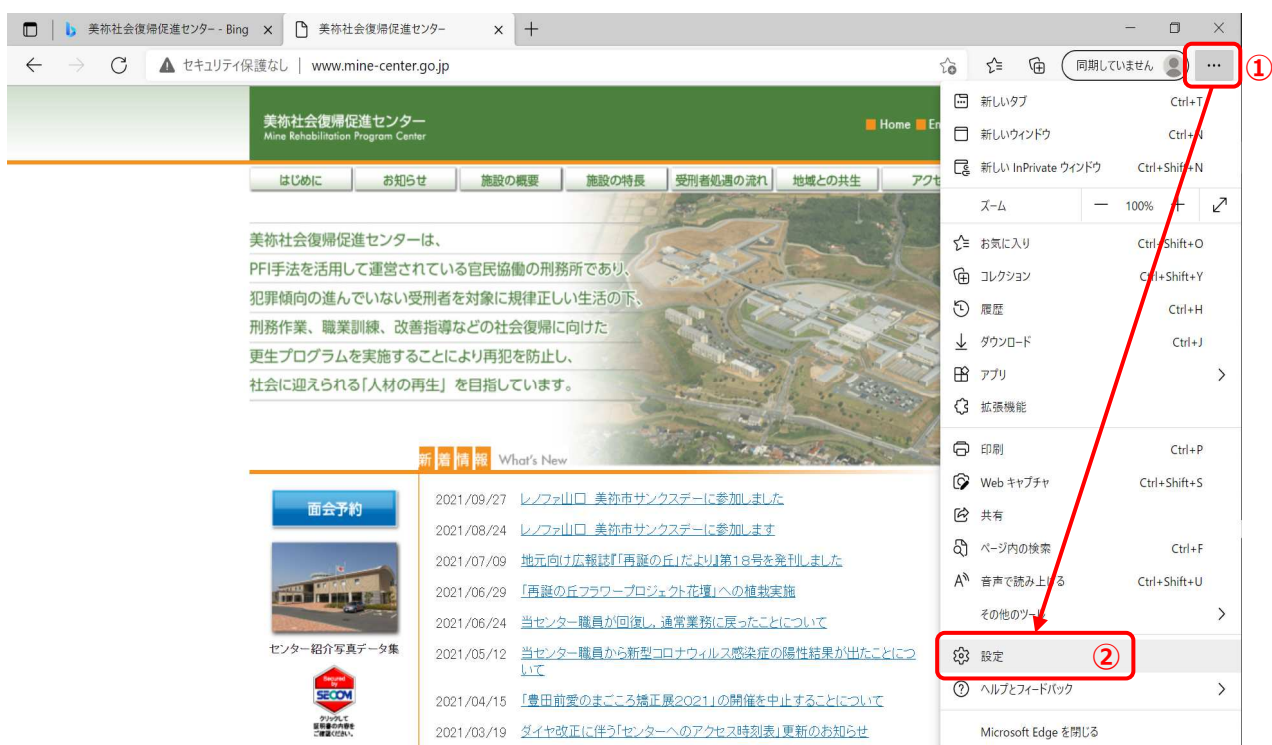 美祢社会復帰促進センター - Bing
美祢社会復帰促進センター
セキュリティ保護なし | www.mine-center.go.jp
同期していません
①
美祢社会復帰促進センター
Mine Rehabilitation Program Center
Home
はじめに お知らせ 施設の概要 施設の特長 受刑者処遇の流れ 地域との共生
美祢社会復帰促進センターは、
PFI手法を活用して運営されている官民協働の刑務所であり、
犯罪傾向の進んでいない受刑者を対象に規律正しい生活の下、
刑務作業、職業訓練、改善指導などの社会復帰に向けた
更生プログラムを実施することにより再犯を防止し、
社会に迎えられる「人材の再生」を目指しています。
新着情報 What's New
面会予約
センター紹介写真データ集
Secured
by
SECOM
クリックして
証明書の内容を
ご確認ください。
2021/09/27 レノファ山口 美祢市サンクスデーに参加しました
2021/08/24 レノファ山口 美祢市サンクスデーに参加します
2021/07/09 地元向け広報誌『「再誕の丘」だより』第18号を発刊しました
2021/06/29 「再誕の丘フラワープロジェクト花壇」への植栽実施
2021/06/24 当センター職員が回復し，通常業務に戻ったことについて
2021/05/12 当センター職員から新型コロナウィルス感染症の陽性結果が出たことにつ
いて
2021/04/15 「豊田前愛のまごころ矯正展2021」の開催を中止することについて
2021/03/19 ダイヤ改正に伴う「センターへのアクセス時刻表」更新のお知らせ
新しいタブ Ctrl+T
新しいウィンドウ Ctrl+N
新しい InPrivate ウィンドウ Ctrl+Shift+N
ズーム 100%
お気に入り Ctrl+Shift+O
コレクション Ctrl+Shift+Y
履歴 Ctrl+H
ダウンロード Ctrl+J
アプリ
拡張機能
印刷 Ctrl+P
Web キャプチャ Ctrl+Shift+S
共有
ページ内の検索 Ctrl+F
音声で読み上げる Ctrl+Shift+U
その他のツール
設定 ②
ヘルプとフィードバック
Microsoft Edge を閉じる